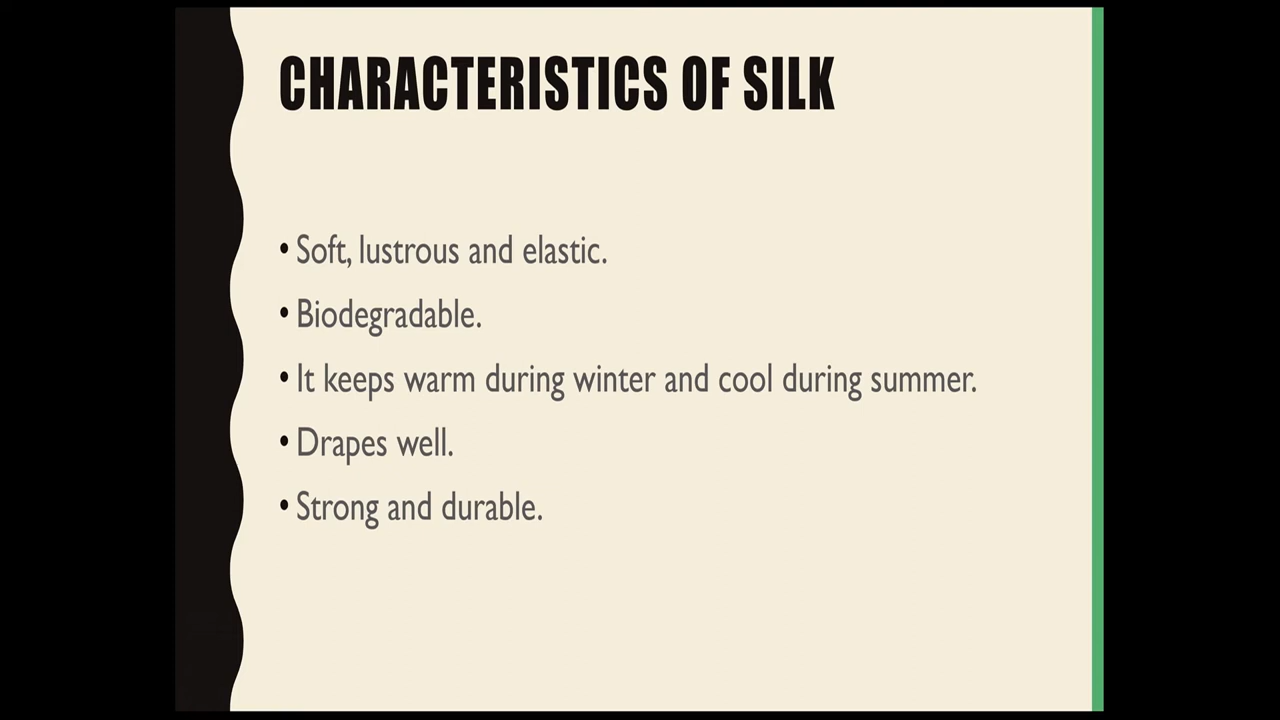 CHARACTERISTICS OF SILK
• Soft, lustrous and elastic.
• Biodegradable.
• It keeps warm during winter and cool during summer.
• Drapes well.
• Strong and durable.